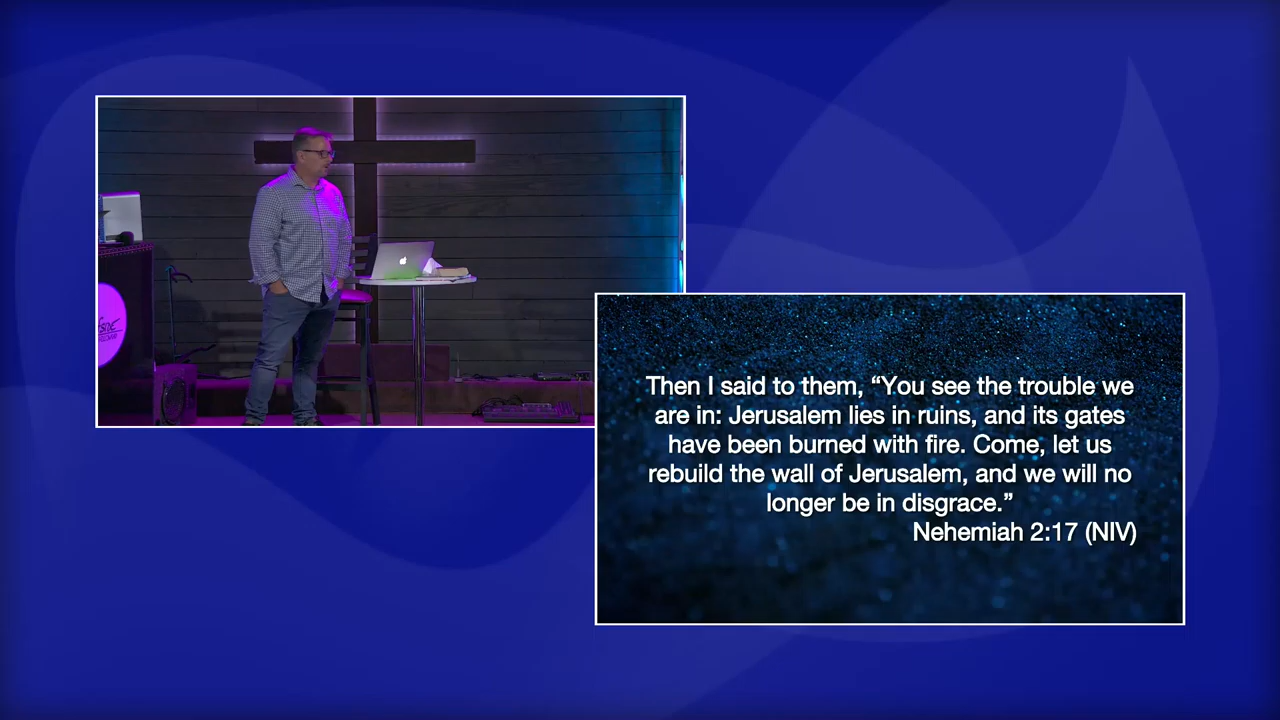 Then I said to them, “You see the trouble we
are in: Jerusalem lies in ruins, and its gates
have been burned with fire. Come, let us
rebuild the wall of Jerusalem, and we will no
longer be in disgrace.”
Nehemiah 2:17 (NIV)